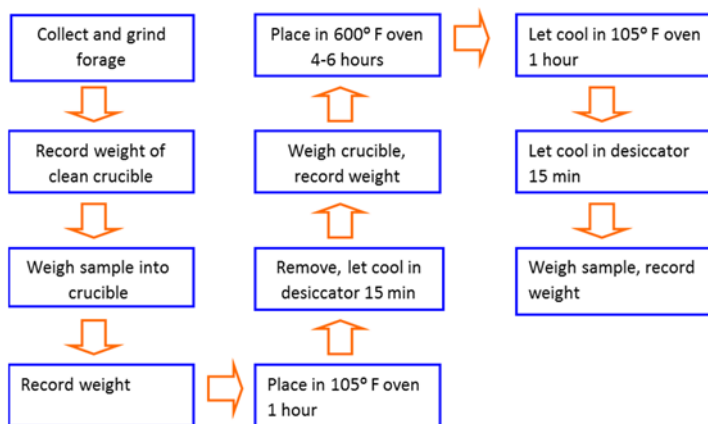 Collect and grind
forage
Record weight of
clean crucible
Weigh sample into
crucible
Record weight
Place in 105° F oven
1 hour
Remove, let cool in
desiccator 15 min
Weigh crucible,
record weight
Place in 600° F oven
4-6 hours
Let cool in 105° F oven
1 hour
Let cool in desiccator
15 min
Weigh sample, record
weight